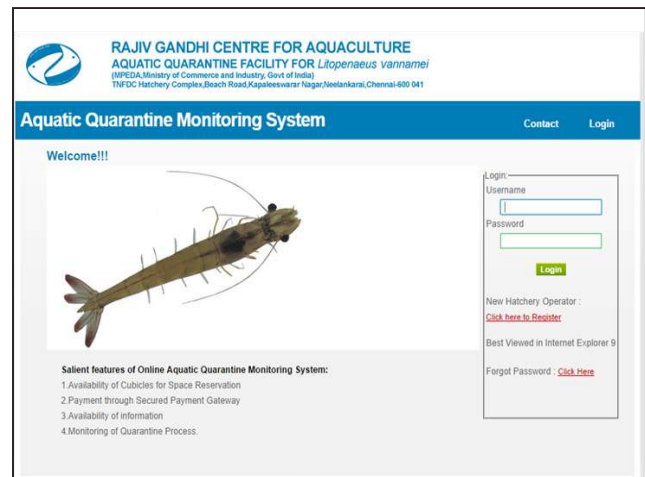 RAJIV GANDHI CENTRE FOR AQUACULTURE
AQUATIC QUARANTINE FACILITY FOR Litopenaeus vannamei
(MPEDA,Ministry of Commerce and Industry, Govt of India)
TNFDC Hatchery Complex,Beach Road,Kapaleeswarar Nagar,Neelankarai,Chennai-600 041
Aquatic Quarantine Monitoring System
Contact Login
Welcome!!!
Login:
Username
Password
Login
New Hatchery Operator :
Click here to Register
Best Viewed in Internet Explorer 9
Forgot Password : Click Here
Salient features of Online Aquatic Quarantine Monitoring System:
1.Availability of Cubicles for Space Reservation
2.Payment through Secured Payment Gateway
3.Availability of information
4.Monitoring of Quarantine Process.